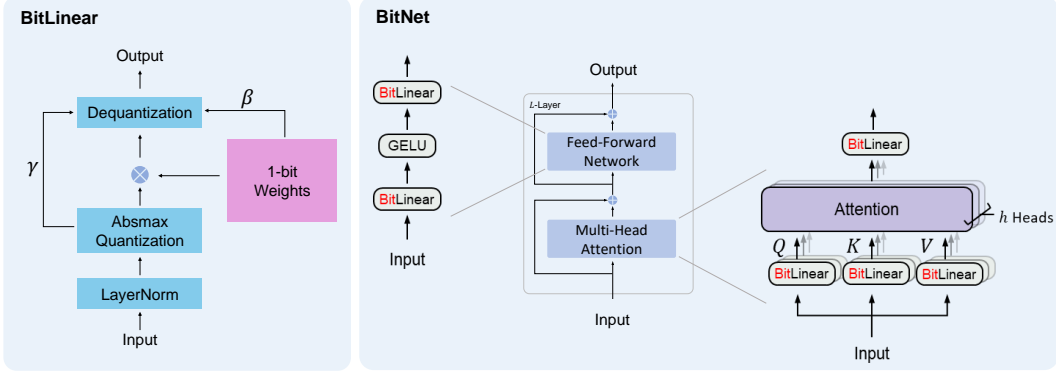 BitLinear
Output
Dequantization
β
γ
1-bit
Weights
Absmax
Quantization
LayerNorm
Input
BitNet
BitLinear
GELU
BitLinear
Input
Output
L-Layer
Feed-Forward
Network
Multi-Head
Attention
Input
BitLinear
Attention
h Heads
Q K V
BitLinear BitLinear BitLinear
Input